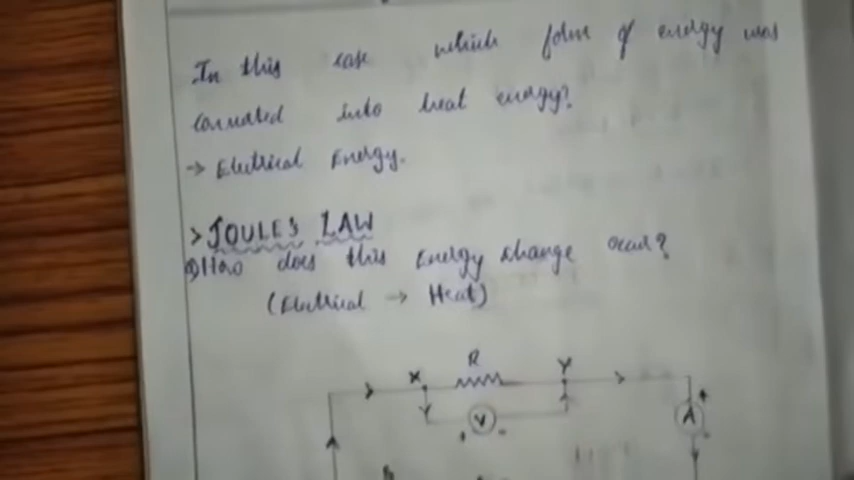 In this case which form of energy was
converted into heat energy?
→ Electrical Energy.
> JOULES LAW
Q) How does this Energy change occur?
(Electrical → Heat)
R
X Y
V + -
A + -